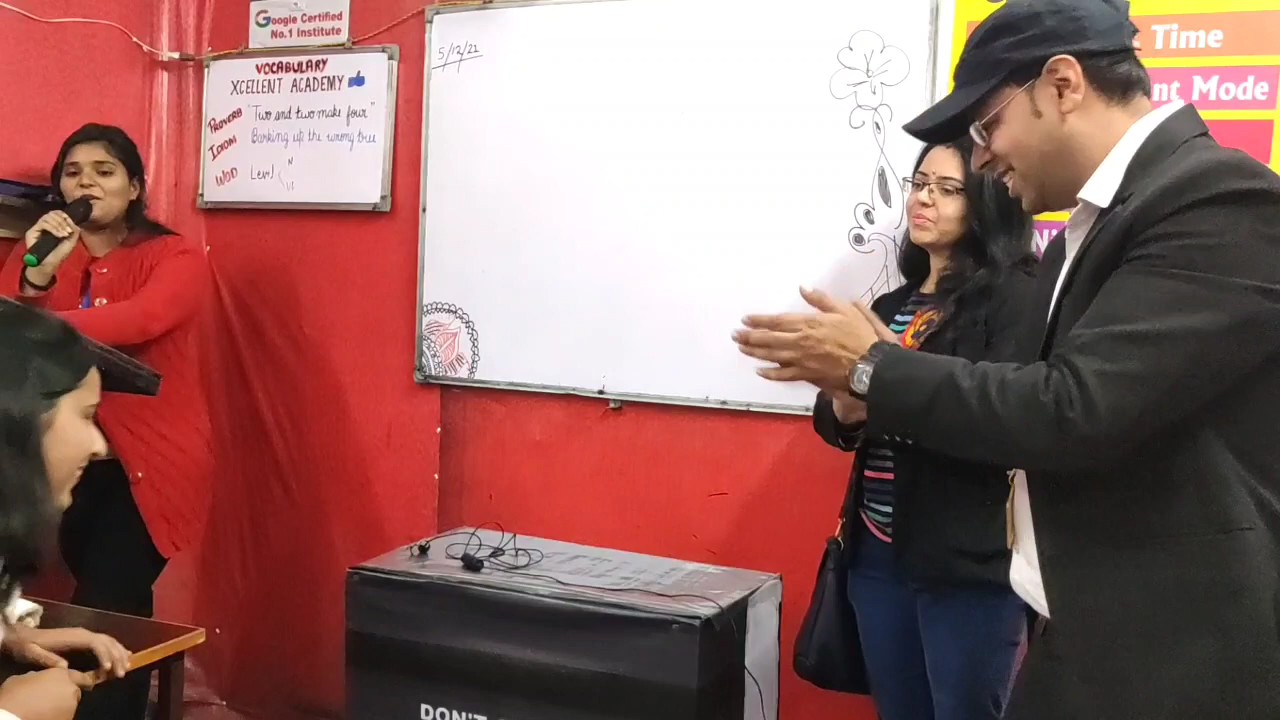 Google Certified
No.1 Institute
VOCABULARY
XCELLENT ACADEMY
PROVERB "Two and two make four"
IDIOM Barking up the wrong tree
WOD Level N
5/12/21
Time
nt Mode
DON'T